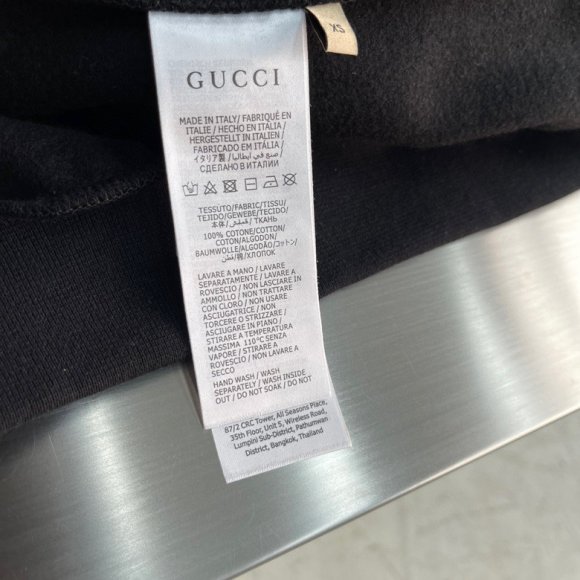 XS
GUCCI
MADE IN ITALY/FABRIQUÉ EN
ITALIE / HECHO EN ITALIA/
HERGESTELLT IN ITALIEN /
FABRICADO EM ITÁLIA/
イタリア製/صنع في ايطاليا/
СДЕЛАНО В ИТАЛИИ
TESSUTO/FABRIC/TISSU/
TEJIDO/GEWEBE/TECIDO/
本体/قماش/ТКАНЬ
100% COTONE/COTTON/
COTON/ALGODON/
BAUMWOLLE/ALGODÃO/コットン/
棉/قطن/ХЛОПОК
LAVARE A MANO / LAVARE
SEPARATAMENTE / LAVARE A
ROVESCIO / NON LASCIARE IN
AMMOLLO / NON TRATTARE
CON CLORO / NON USARE
ASCIUGATRICE / NON
TORCERE O STRIZZARE /
ASCIUGARE IN PIANO /
STIRARE A TEMPERATURA
MASSIMA 110°C SENZA
VAPORE / STIRARE A
ROVESCIO / NON LAVARE A
SECCO
HAND WASH / WASH
SEPARATELY / WASH INSIDE
OUT / DO NOT SOAK / DO NOT
87/2 CRC Tower, All Seasons Place,
35th Floor, Unit 5, Wireless Road,
Lumpini Sub-District, Pathumwan
District, Bangkok, Thailand